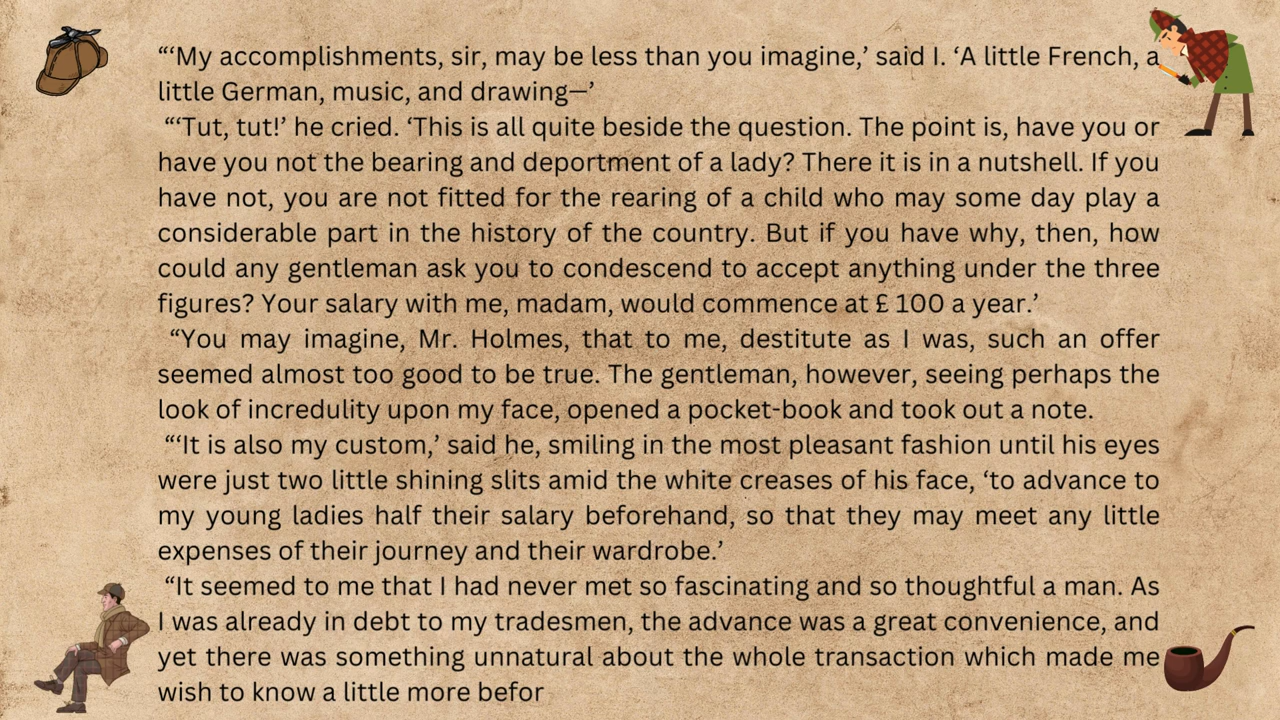 “‘My accomplishments, sir, may be less than you imagine,’ said I. ‘A little French, a
little German, music, and drawing—’
“‘Tut, tut!’ he cried. ‘This is all quite beside the question. The point is, have you or
have you not the bearing and deportment of a lady? There it is in a nutshell. If you
have not, you are not fitted for the rearing of a child who may some day play a
considerable part in the history of the country. But if you have why, then, how
could any gentleman ask you to condescend to accept anything under the three
figures? Your salary with me, madam, would commence at £ 100 a year.’
“You may imagine, Mr. Holmes, that to me, destitute as I was, such an offer
seemed almost too good to be true. The gentleman, however, seeing perhaps the
look of incredulity upon my face, opened a pocket-book and took out a note.
“‘It is also my custom,’ said he, smiling in the most pleasant fashion until his eyes
were just two little shining slits amid the white creases of his face, ‘to advance to
my young ladies half their salary beforehand, so that they may meet any little
expenses of their journey and their wardrobe.’
“It seemed to me that I had never met so fascinating and so thoughtful a man. As
I was already in debt to my tradesmen, the advance was a great convenience, and
yet there was something unnatural about the whole transaction which made me
wish to know a little more befor